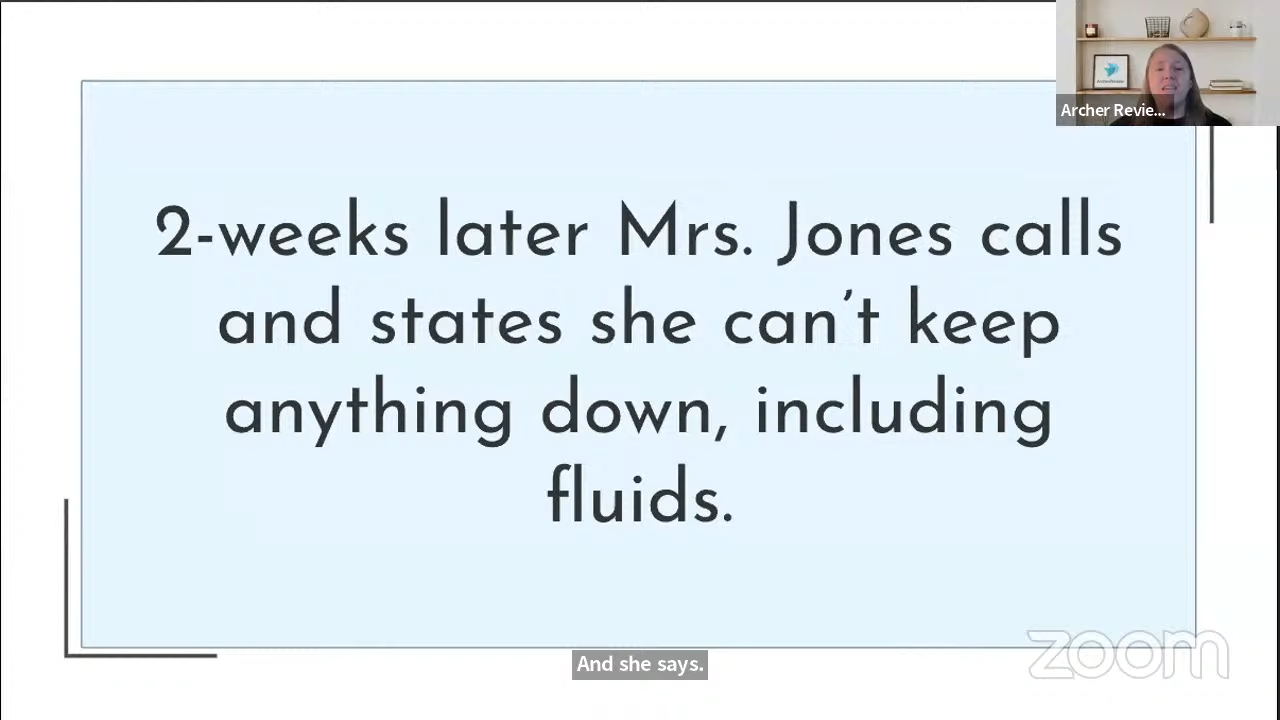 Archer Revie...
2-weeks later Mrs. Jones calls
and states she can't keep
anything down, including
fluids.
And she says.
zoom